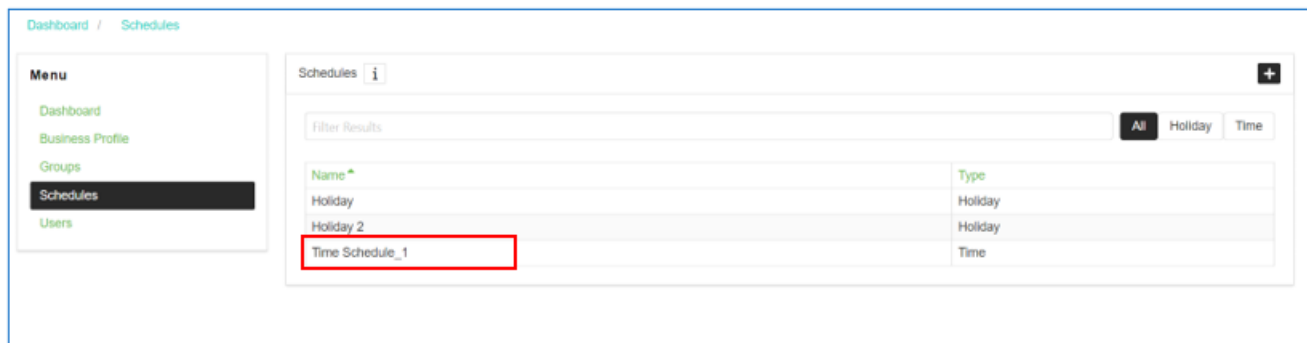 Dashboard / Schedules
Menu
Dashboard
Business Profile
Groups
Schedules
Users
Schedules i +
Filter Results All Holiday Time
Name Type
Holiday Holiday
Holiday 2 Holiday
Time Schedule_1 Time